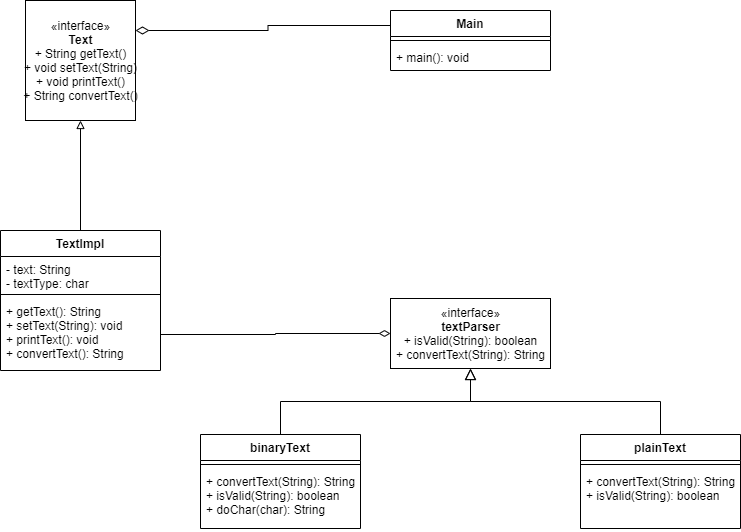 «interface»
Text
+ String getText()
+ void setText(String)
+ void printText()
+ String convertText()
Main
+ main(): void
TextImpl
- text: String
- textType: char
+ getText(): String
+ setText(String): void
+ printText(): void
+ convertText(): String
«interface»
textParser
+ isValid(String): boolean
+ convertText(String): String
binaryText
+ convertText(String): String
+ isValid(String): boolean
+ doChar(char): String
plainText
+ convertText(String): String
+ isValid(String): boolean